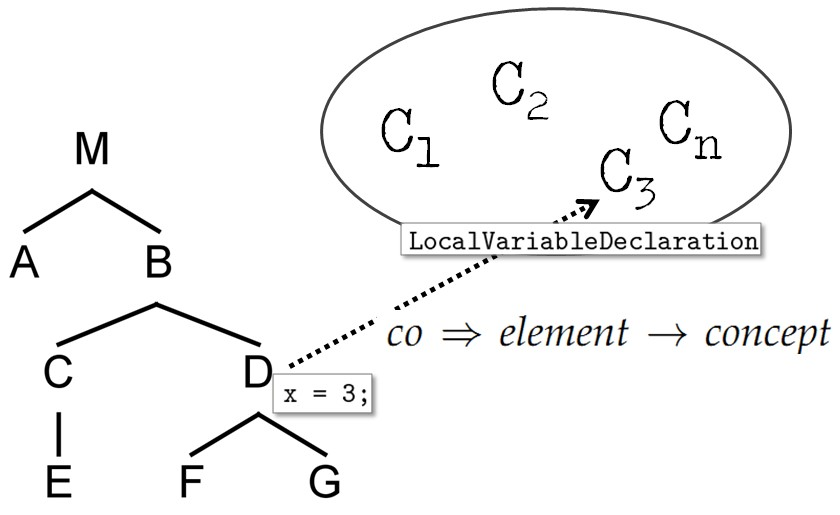 C₂
C₁
Cₙ
M
C₃
LocalVariableDeclaration
A B
co ⇒ element → concept
C D
x = 3;
E F G